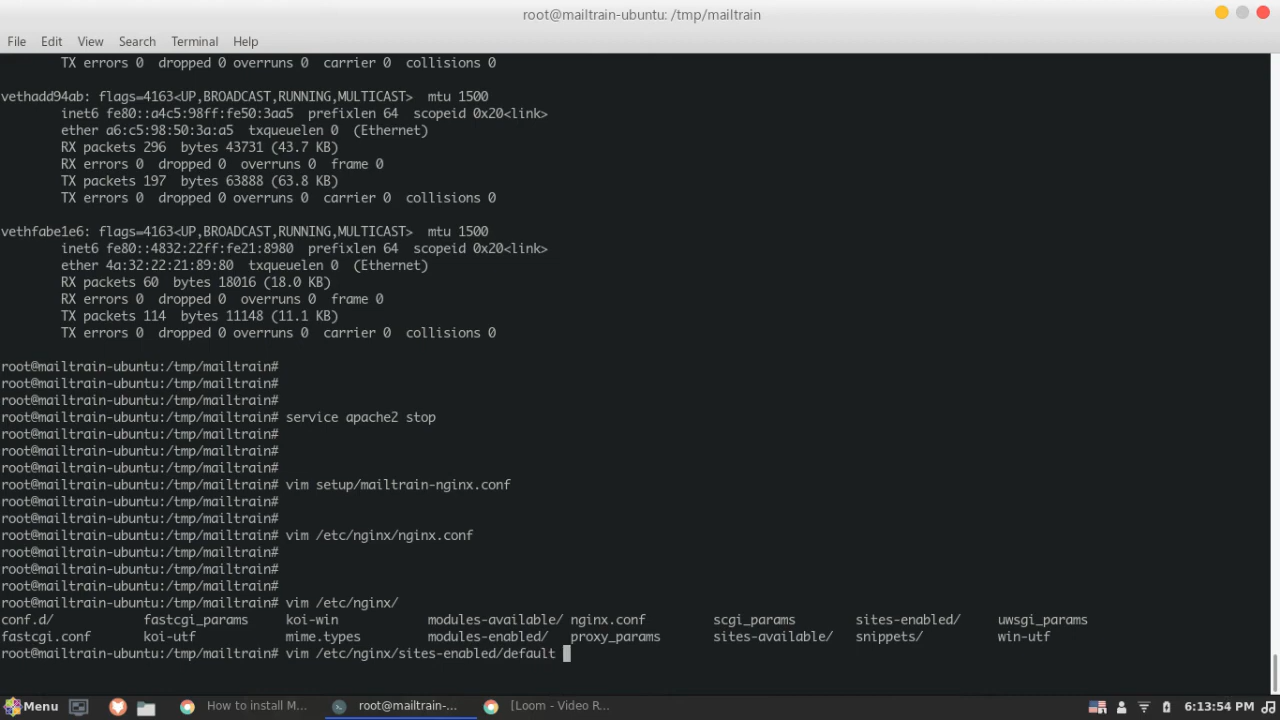 root@mailtrain-ubuntu: /tmp/mailtrain
File Edit View Search Terminal Help
TX errors 0 dropped 0 overruns 0 carrier 0 collisions 0
vethadd94ab: flags=4163<UP,BROADCAST,RUNNING,MULTICAST> mtu 1500
inet6 fe80::a4c5:98ff:fe50:3aa5 prefixlen 64 scopeid 0x20<link>
ether a6:c5:98:50:3a:a5 txqueuelen 0 (Ethernet)
RX packets 296 bytes 43731 (43.7 KB)
RX errors 0 dropped 0 overruns 0 frame 0
TX packets 197 bytes 63888 (63.8 KB)
TX errors 0 dropped 0 overruns 0 carrier 0 collisions 0
vethfabe1e6: flags=4163<UP,BROADCAST,RUNNING,MULTICAST> mtu 1500
inet6 fe80::4832:22ff:fe21:8980 prefixlen 64 scopeid 0x20<link>
ether 4a:32:22:21:89:80 txqueuelen 0 (Ethernet)
RX packets 60 bytes 18016 (18.0 KB)
RX errors 0 dropped 0 overruns 0 frame 0
TX packets 114 bytes 11148 (11.1 KB)
TX errors 0 dropped 0 overruns 0 carrier 0 collisions 0
root@mailtrain-ubuntu:/tmp/mailtrain#
root@mailtrain-ubuntu:/tmp/mailtrain#
root@mailtrain-ubuntu:/tmp/mailtrain#
root@mailtrain-ubuntu:/tmp/mailtrain# service apache2 stop
root@mailtrain-ubuntu:/tmp/mailtrain#
root@mailtrain-ubuntu:/tmp/mailtrain#
root@mailtrain-ubuntu:/tmp/mailtrain#
root@mailtrain-ubuntu:/tmp/mailtrain# vim setup/mailtrain-nginx.conf
root@mailtrain-ubuntu:/tmp/mailtrain#
root@mailtrain-ubuntu:/tmp/mailtrain#
root@mailtrain-ubuntu:/tmp/mailtrain# vim /etc/nginx/nginx.conf
root@mailtrain-ubuntu:/tmp/mailtrain#
root@mailtrain-ubuntu:/tmp/mailtrain#
root@mailtrain-ubuntu:/tmp/mailtrain#
root@mailtrain-ubuntu:/tmp/mailtrain# vim /etc/nginx/
conf.d/ fastcgi_params koi-win modules-available/ nginx.conf scgi_params sites-enabled/ uwsgi_params
fastcgi.conf koi-utf mime.types modules-enabled/ proxy_params sites-available/ snippets/ win-utf
root@mailtrain-ubuntu:/tmp/mailtrain# vim /etc/nginx/sites-enabled/default
Menu How to install M... root@mailtrain-... [Loom - Video R... 6:13:54 PM